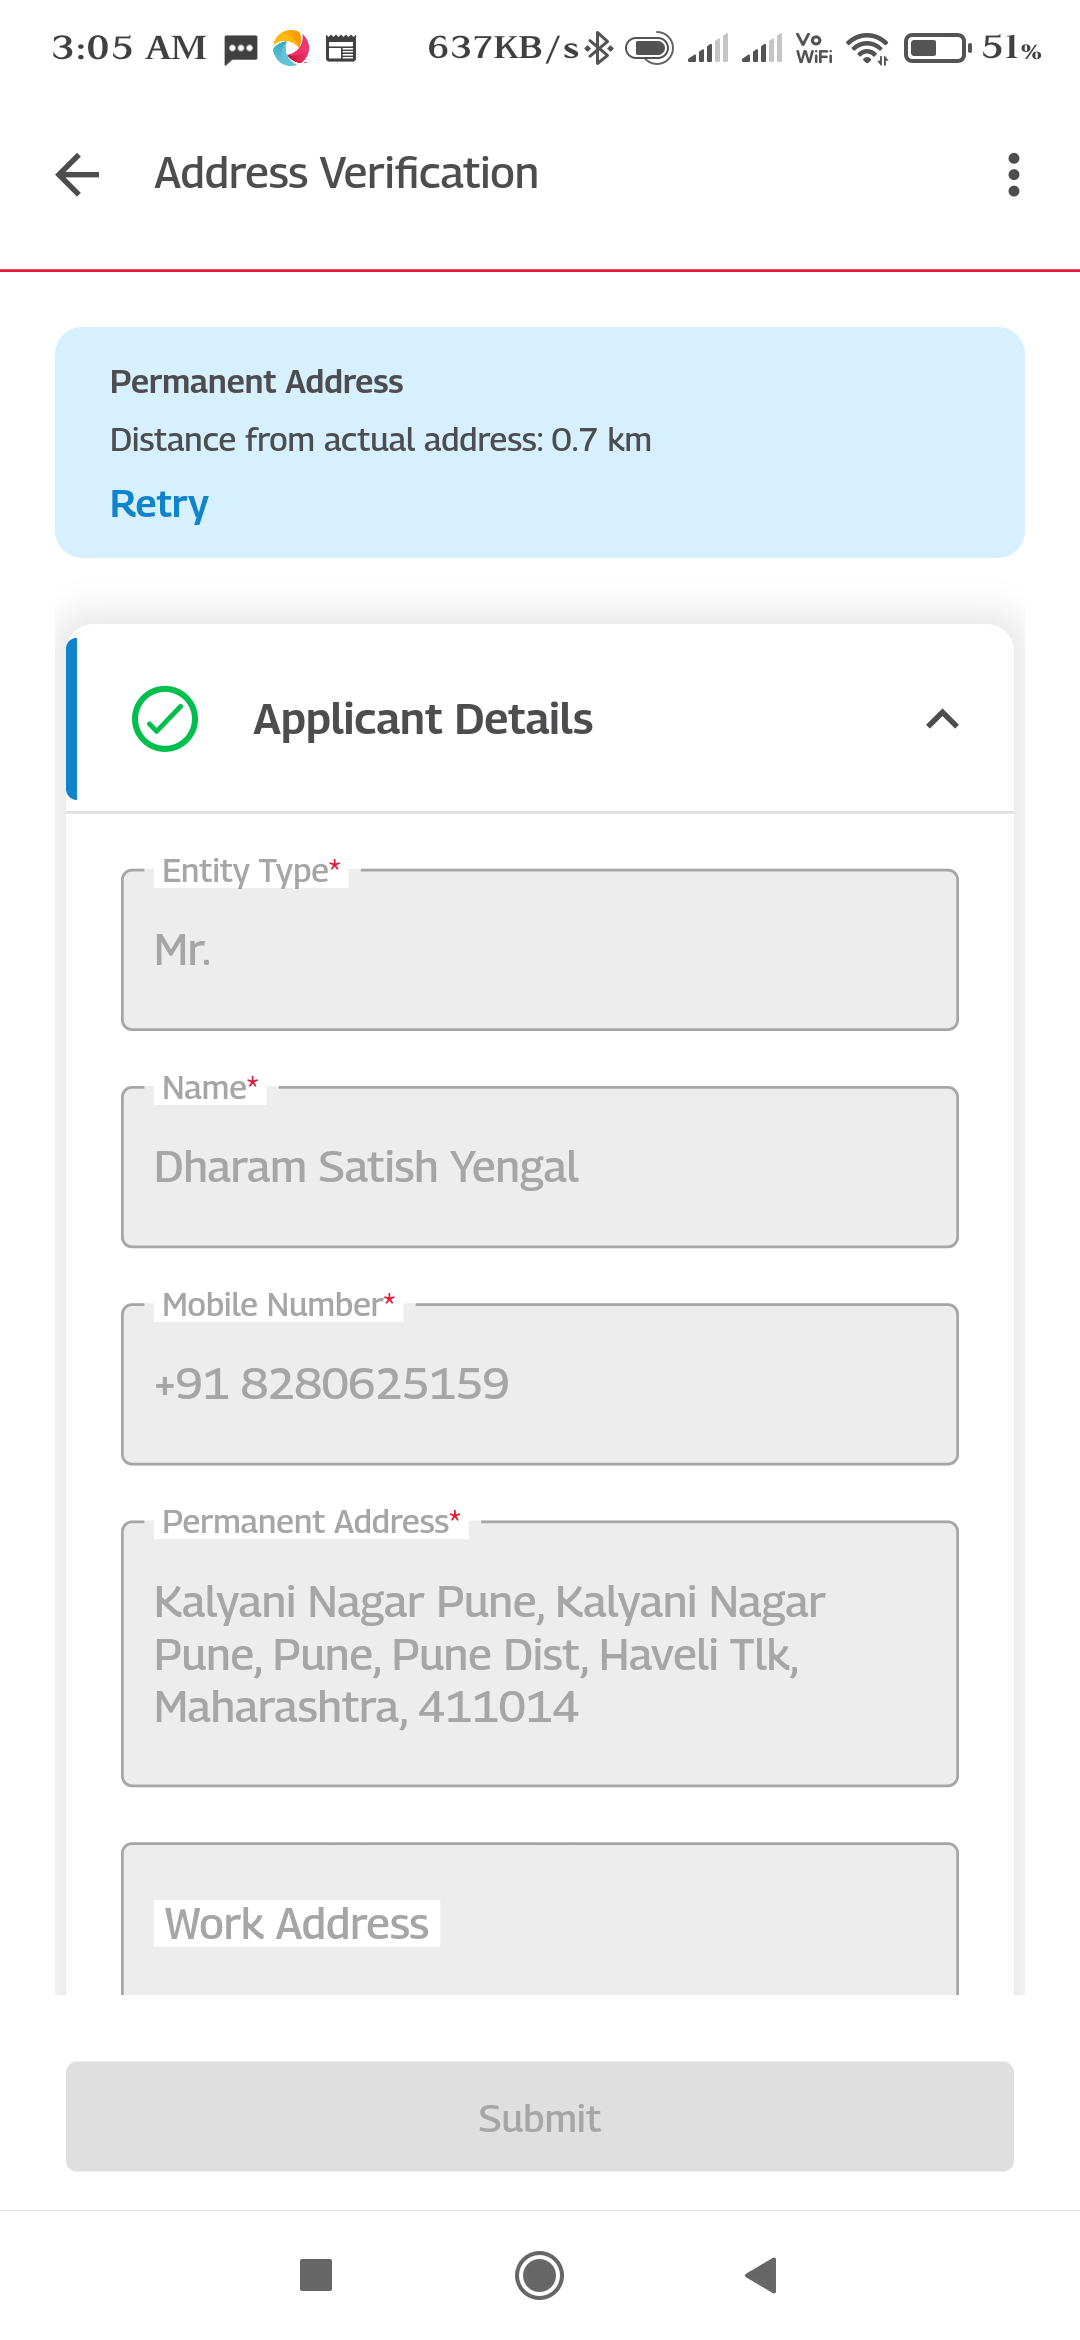 3:05 AM 637KB/s Vo WiFi 51%
Address Verification
Permanent Address
Distance from actual address: 0.7 km
Retry
Applicant Details
Entity Type*
Mr.
Name*
Dharam Satish Yengal
Mobile Number*
+91 8280625159
Permanent Address*
Kalyani Nagar Pune, Kalyani Nagar
Pune, Pune, Pune Dist, Haveli Tlk,
Maharashtra, 411014
Work Address
Submit